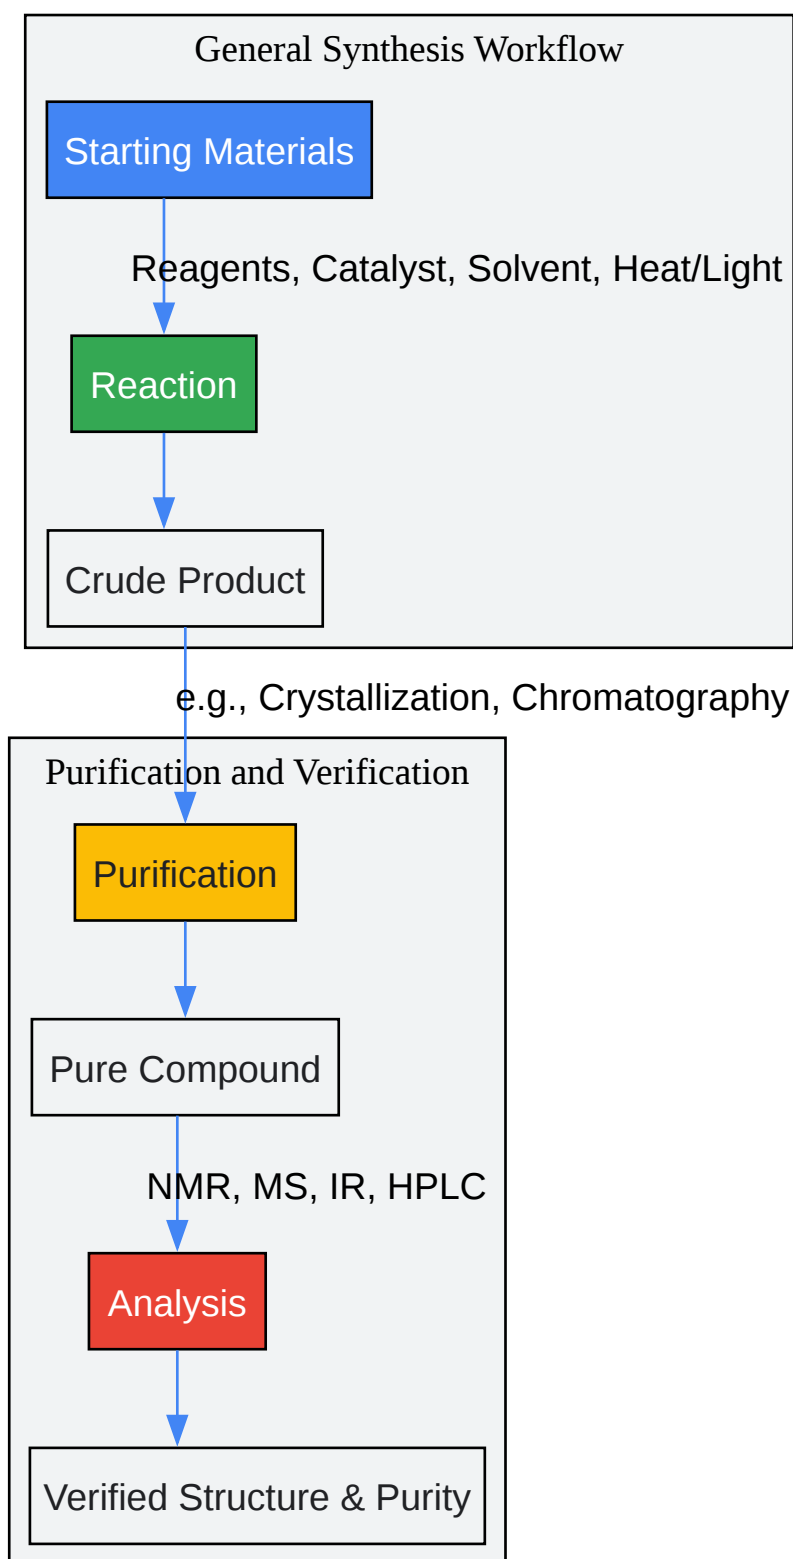 General Synthesis Workflow
Starting Materials
Reagents, Catalyst, Solvent, Heat/Light
Reaction
Crude Product
e.g., Crystallization, Chromatography
Purification and Verification
Purification
Pure Compound
NMR, MS, IR, HPLC
Analysis
Verified Structure & Purity